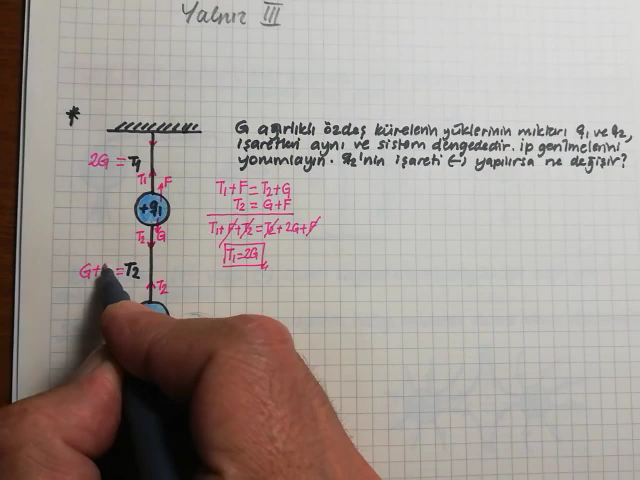 Yalnız III
*
G ağırlıklı özdeş kürelerin yüklerinin miktarı q₁ ve q₂,
işaretleri aynı ve sistem dengededir. ip gerilmelerini
yorumlayın. q₂'nin işareti (-) yapılırsa ne değişir?
2G = T₁
T₁ F
+q₁
T₂ G
G+ = T₂
T₂
T₁+F = T₂+G
T₂ = G+F
T₁+F+T₂ = T₂+2G+F
T₁=2G